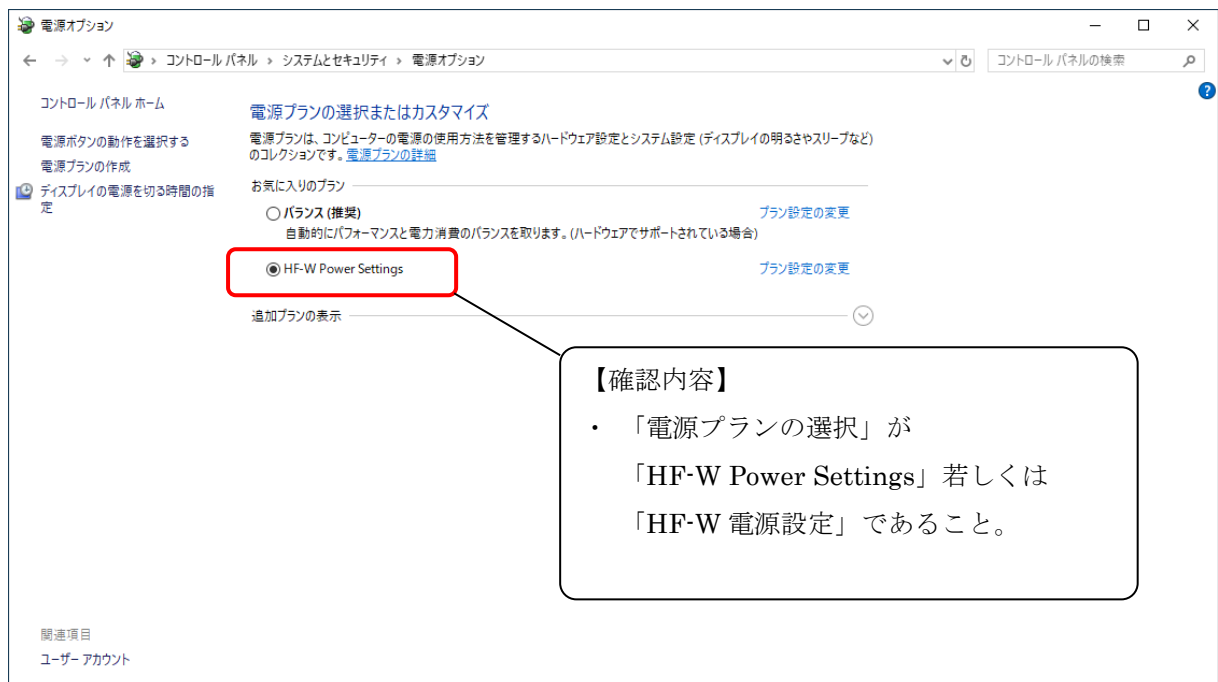 電源オプション
コントロール パネル › システムとセキュリティ › 電源オプション
コントロール パネルの検索
コントロール パネル ホーム
電源ボタンの動作を選択する
電源プランの作成
ディスプレイの電源を切る時間の指
定
電源プランの選択またはカスタマイズ
電源プランは、コンピューターの電源の使用方法を管理するハードウェア設定とシステム設定 (ディスプレイの明るさやスリープなど)
のコレクションです。電源プランの詳細
お気に入りのプラン
バランス (推奨) プラン設定の変更
自動的にパフォーマンスと電力消費のバランスを取ります。(ハードウェアでサポートされている場合)
HF-W Power Settings プラン設定の変更
追加プランの表示
【確認内容】
・ 「電源プランの選択」が
「HF-W Power Settings」若しくは
「HF-W 電源設定」であること。
関連項目
ユーザー アカウント